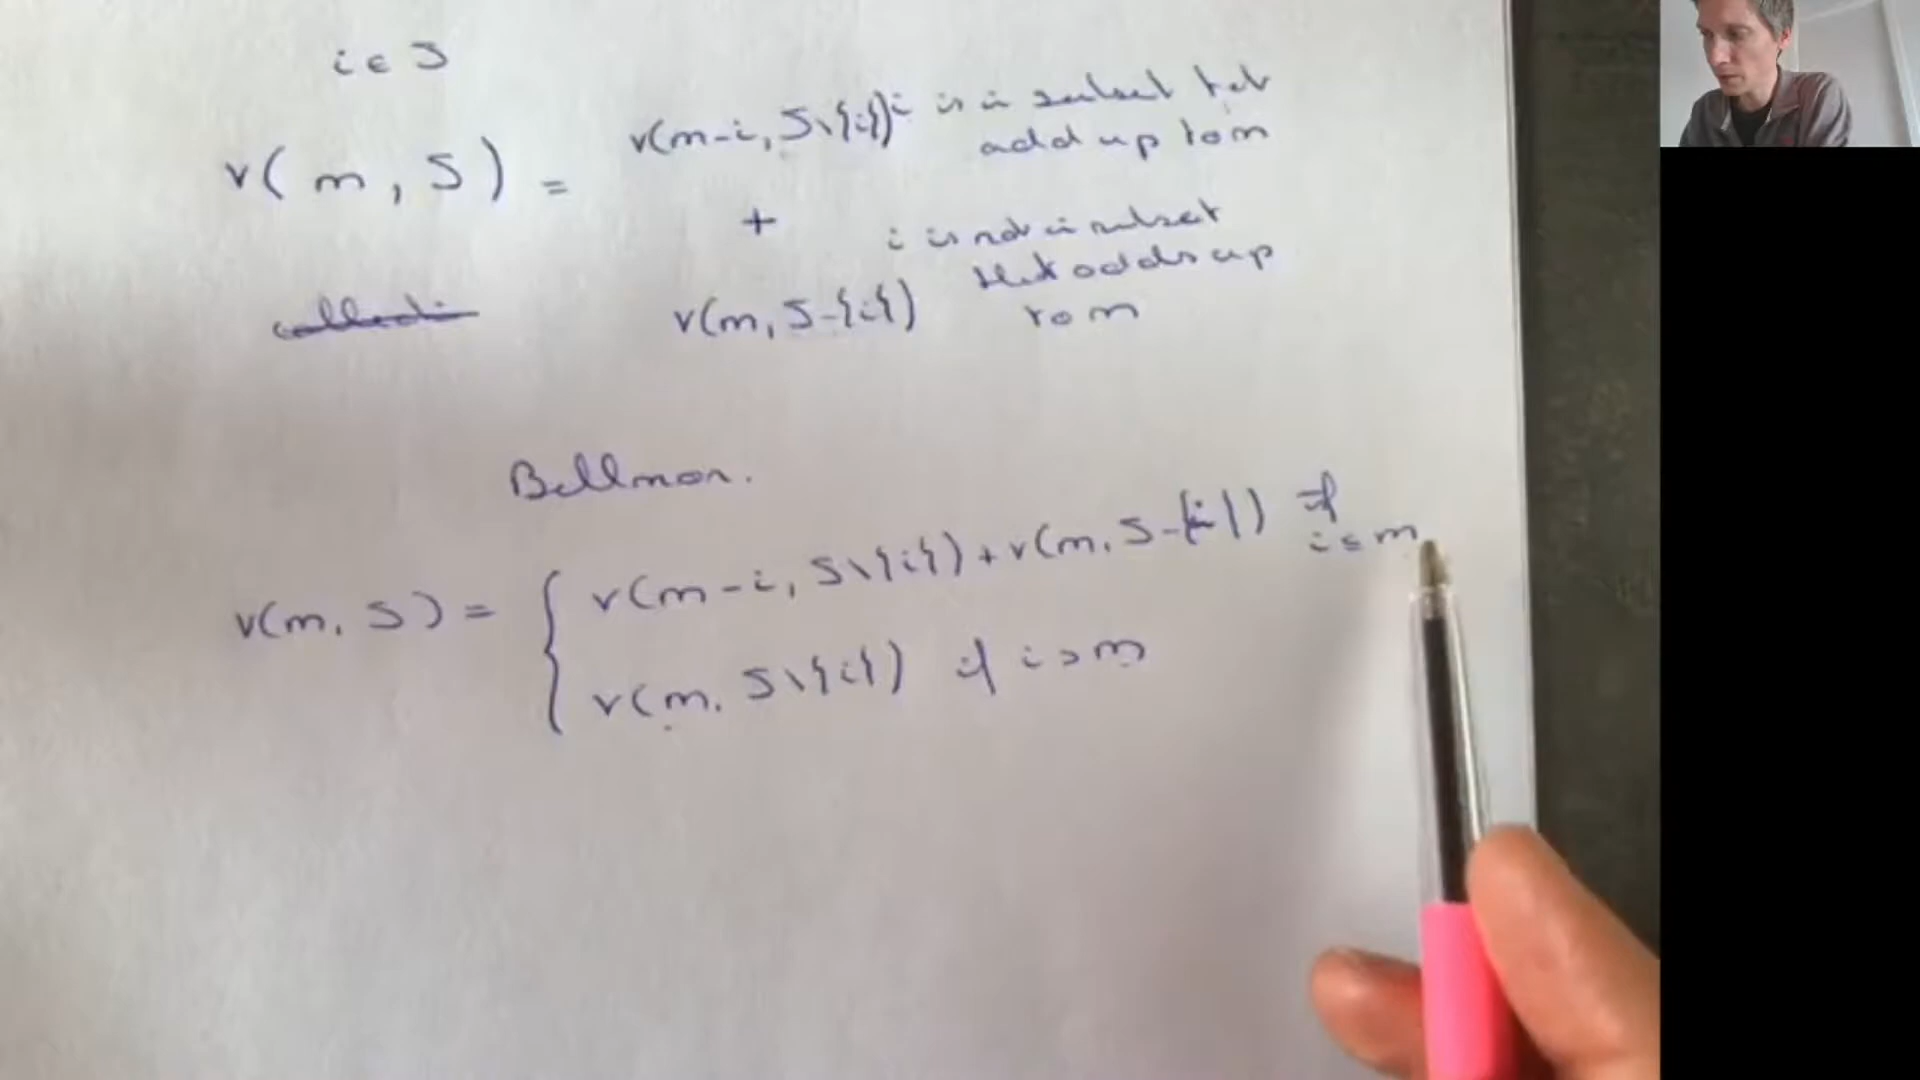 i ∈ S
v(m-i, S\{i}) i is in subset that
add up to m
v( m , S ) =
+
i is not in subset
that adds up
v(m, S-{i}) to m
Bellman.
v(m-i, S\{i}) + v(m, S-{i}) if
i ≤ m
v(m, S) = {
v(m, S\{i}) if i > m